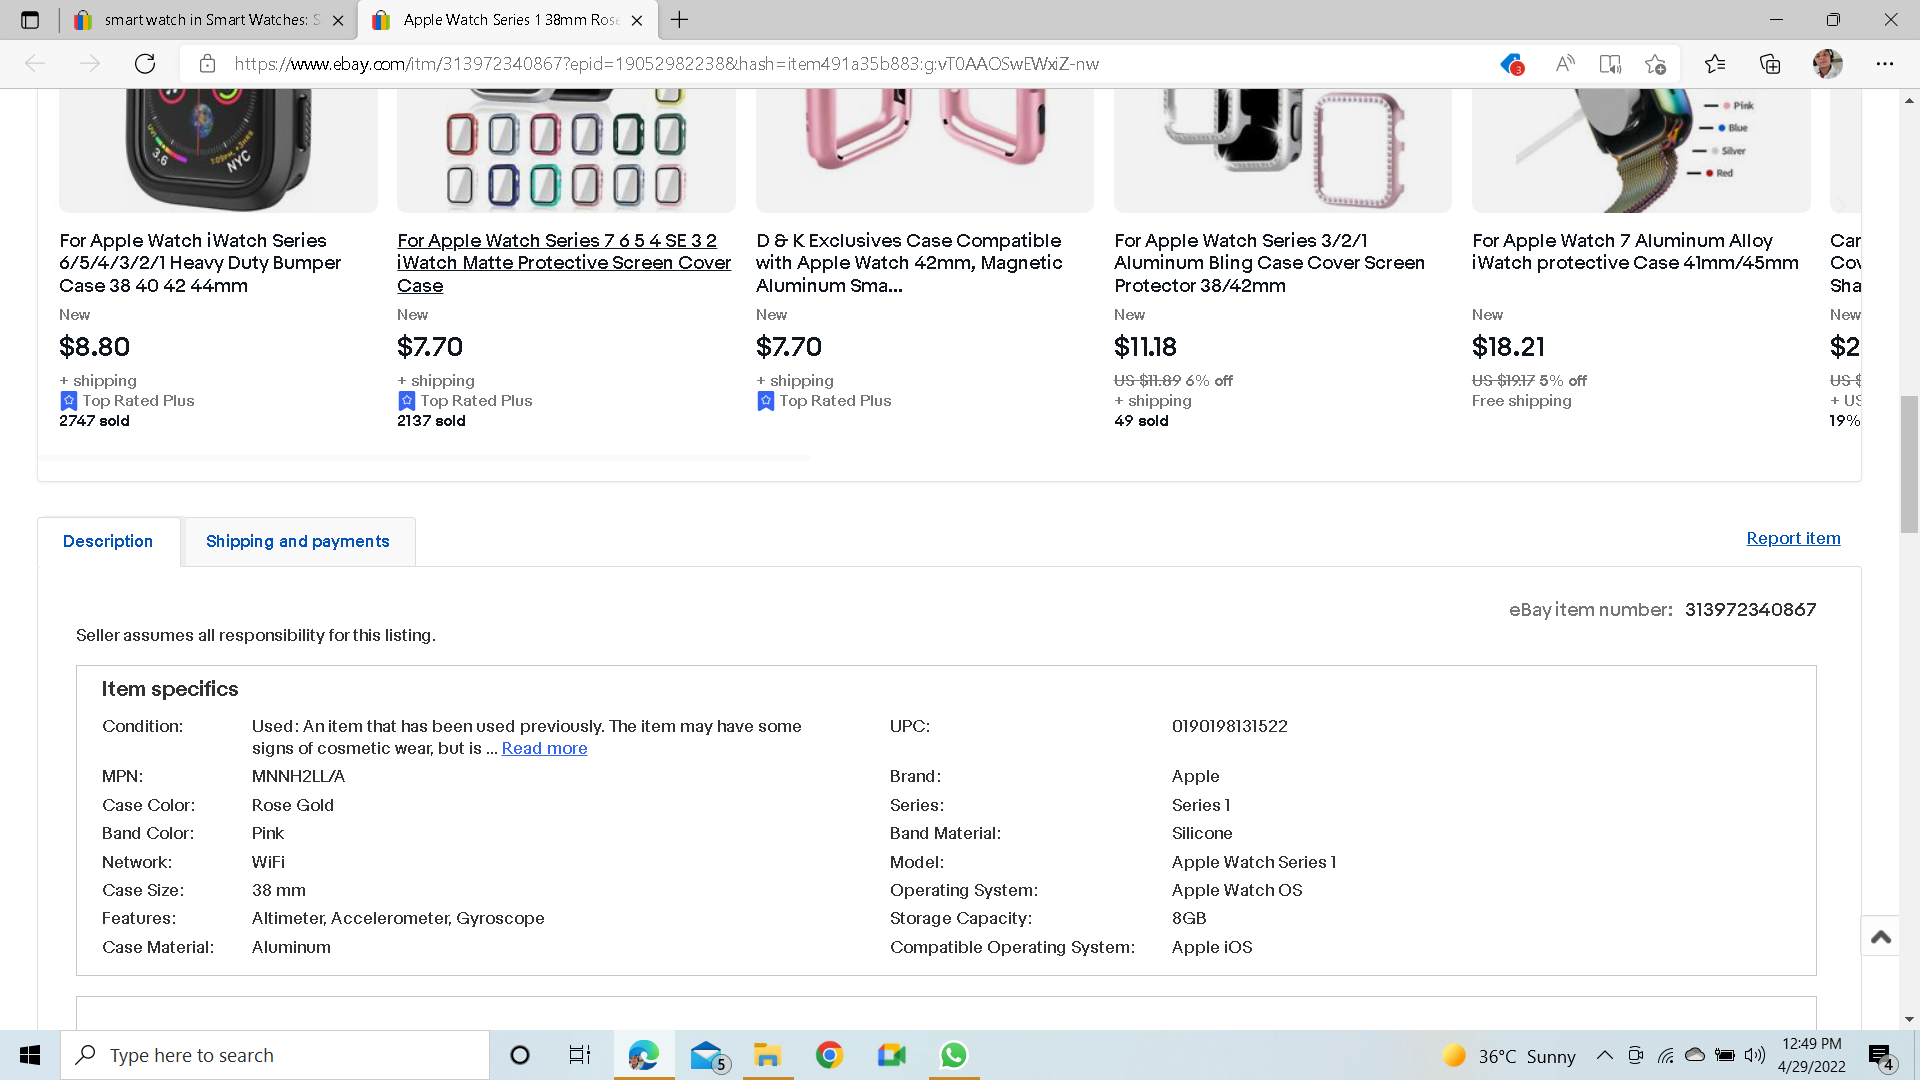 smart watch in Smart Watches: S
Apple Watch Series 1 38mm Rose
https://www.ebay.com/itm/313972340867?epid=19052982238&hash=item491a35b883:g:vT0AAOSwEWxiZ-nw
3
3.6
NYC
Pink
Blue
Silver
Red
For Apple Watch iWatch Series
6/5/4/3/2/1 Heavy Duty Bumper
Case 38 40 42 44mm
New
$8.80
+ shipping
Top Rated Plus
2747 sold
For Apple Watch Series 7 6 5 4 SE 3 2
iWatch Matte Protective Screen Cover
Case
New
$7.70
+ shipping
Top Rated Plus
2137 sold
D & K Exclusives Case Compatible
with Apple Watch 42mm, Magnetic
Aluminum Sma...
New
$7.70
+ shipping
Top Rated Plus
For Apple Watch Series 3/2/1
Aluminum Bling Case Cover Screen
Protector 38/42mm
New
$11.18
US $11.89 6% off
+ shipping
49 sold
For Apple Watch 7 Aluminum Alloy
iWatch protective Case 41mm/45mm
New
$18.21
US $19.17 5% off
Free shipping
Car
Cov
Sha
New
$2
US $
+ US
19%
Description
Shipping and payments
Report item
eBay item number: 313972340867
Seller assumes all responsibility for this listing.
Item specifics
Condition: Used: An item that has been used previously. The item may have some
signs of cosmetic wear, but is ... Read more
UPC: 0190198131522
MPN: MNNH2LL/A
Brand: Apple
Case Color: Rose Gold
Series: Series 1
Band Color: Pink
Band Material: Silicone
Network: WiFi
Model: Apple Watch Series 1
Case Size: 38 mm
Operating System: Apple Watch OS
Features: Altimeter, Accelerometer, Gyroscope
Storage Capacity: 8GB
Case Material: Aluminum
Compatible Operating System: Apple iOS
Type here to search
5
36°C Sunny
12:49 PM
4/29/2022
4